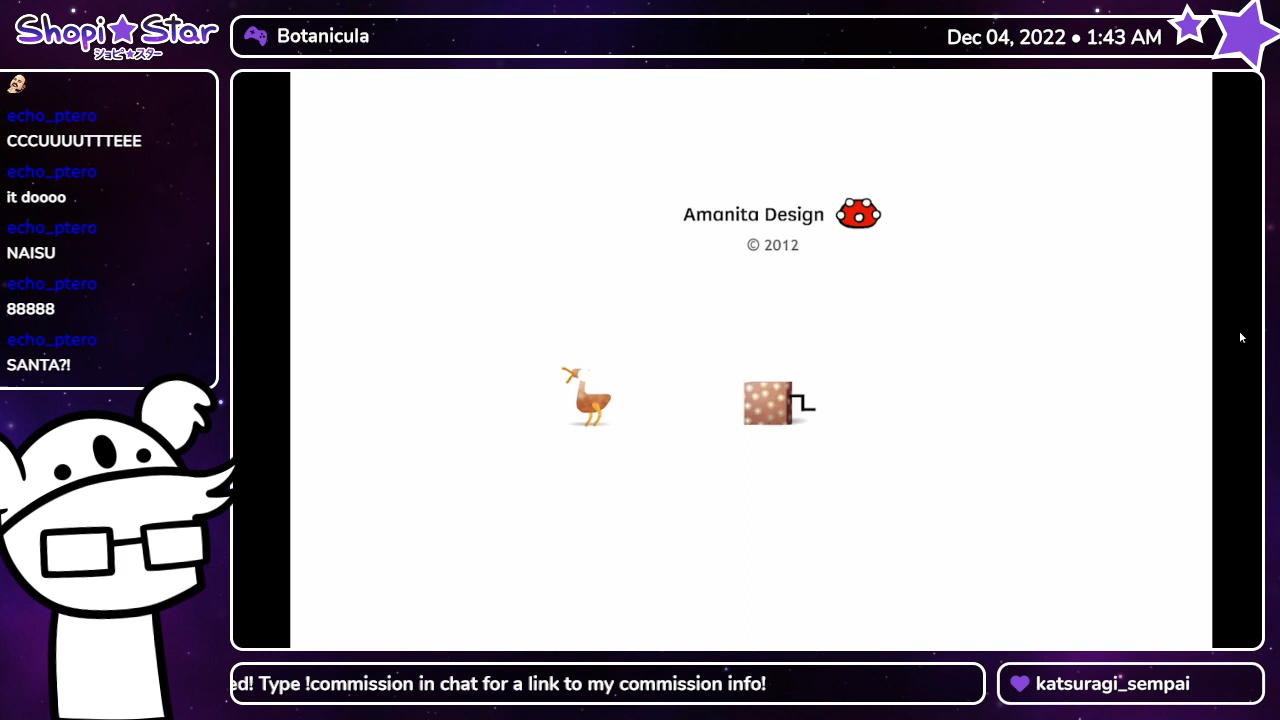 Shopi★Star
ショピ★スター
Botanicula
Dec 04, 2022 • 1:43 AM
echo_ptero
CCCUUUUTTTEEE
echo_ptero
it doooo
echo_ptero
NAISU
echo_ptero
88888
echo_ptero
SANTA?!
Amanita Design
© 2012
ed! Type !commission in chat for a link to my commission info!
katsuragi_sempai